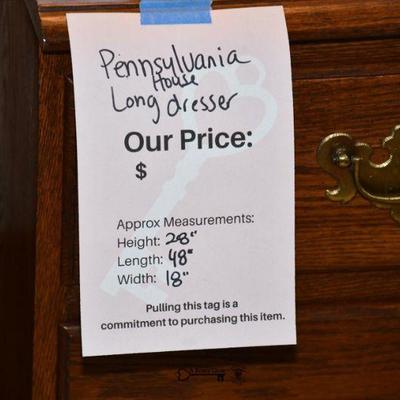 Pennsylvania
House
Long dresser
Our Price:
$
Approx Measurements:
Height: 28"
Length: 48"
Width: 18"
Pulling this tag is a
commitment to purchasing this item.